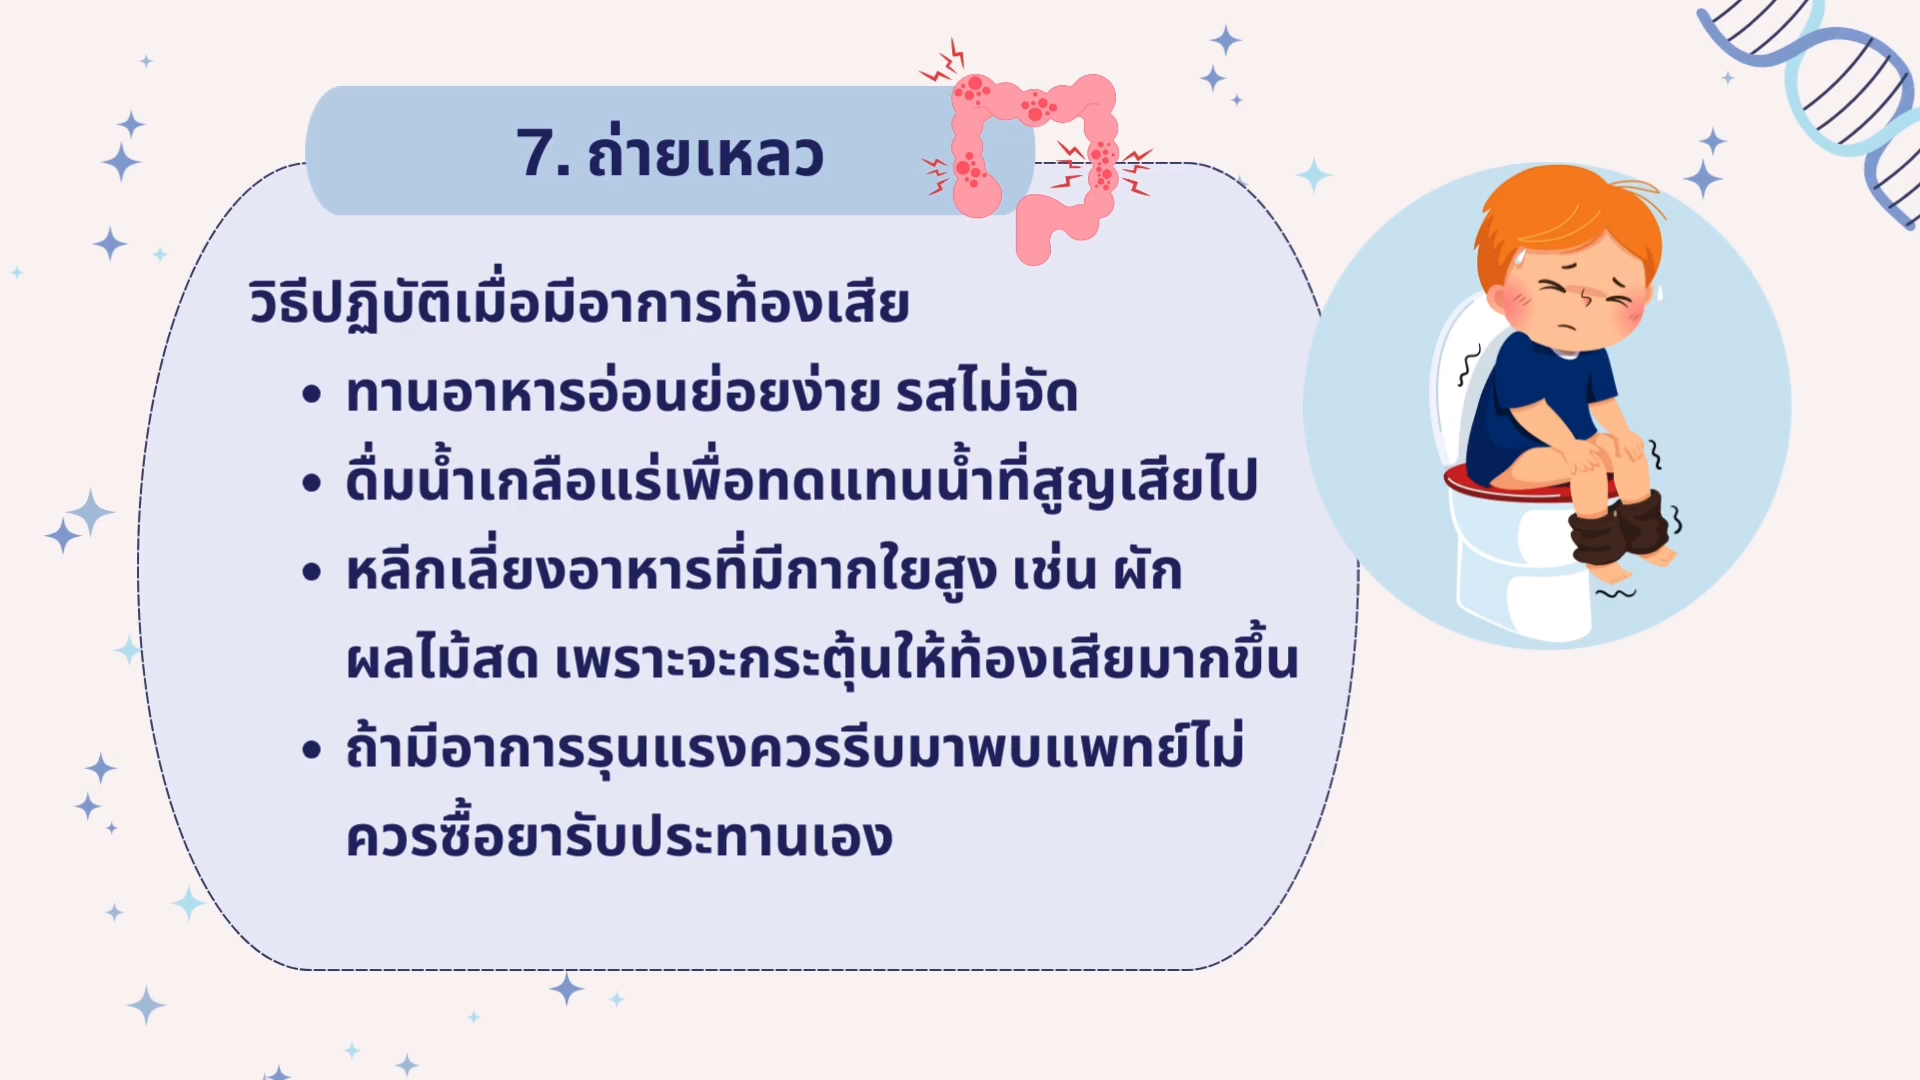 7. ถ่ายเหลว
วิธีปฏิบัติเมื่อมีอาการท้องเสีย
• ทานอาหารอ่อนย่อยง่าย รสไม่จัด
• ดื่มน้ำเกลือแร่เพื่อทดแทนน้ำที่สูญเสียไป
• หลีกเลี่ยงอาหารที่มีกากใยสูง เช่น ผัก
ผลไม้สด เพราะจะกระตุ้นให้ท้องเสียมากขึ้น
• ถ้ามีอาการรุนแรงควรรีบมาพบแพทย์ไม่
ควรซื้อยารับประทานเอง